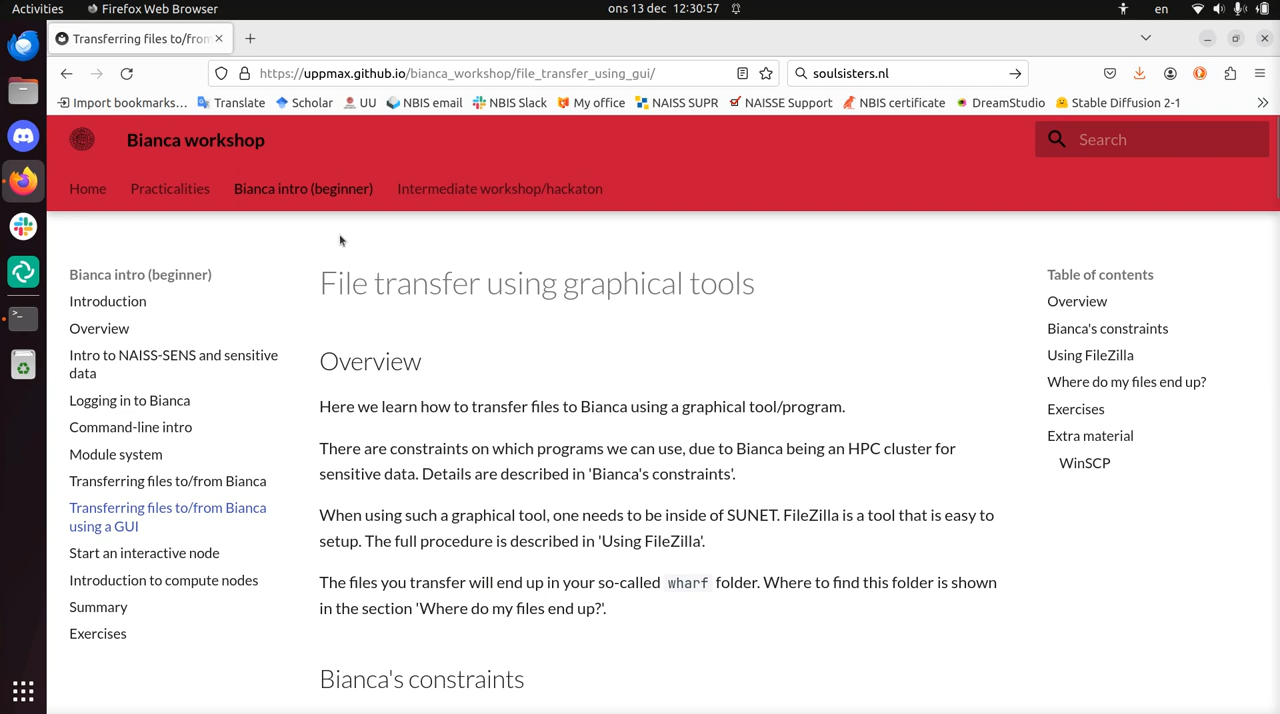 Activities
Firefox Web Browser
ons 13 dec 12:30:57
en
Transferring files to/from
https://uppmax.github.io/bianca_workshop/file_transfer_using_gui/
soulsisters.nl
Import bookmarks...
Translate
Scholar
UU
NBIS email
NBIS Slack
My office
NAISS SUPR
NAISSE Support
NBIS certificate
DreamStudio
Stable Diffusion 2-1
Bianca workshop
Search
Home
Practicalities
Bianca intro (beginner)
Intermediate workshop/hackaton
Bianca intro (beginner)
Introduction
Overview
Intro to NAISS-SENS and sensitive
data
Logging in to Bianca
Command-line intro
Module system
Transferring files to/from Bianca
Transferring files to/from Bianca
using a GUI
Start an interactive node
Introduction to compute nodes
Summary
Exercises
File transfer using graphical tools
Overview
Here we learn how to transfer files to Bianca using a graphical tool/program.
There are constraints on which programs we can use, due to Bianca being an HPC cluster for
sensitive data. Details are described in 'Bianca's constraints'.
When using such a graphical tool, one needs to be inside of SUNET. FileZilla is a tool that is easy to
setup. The full procedure is described in 'Using FileZilla'.
The files you transfer will end up in your so-called wharf folder. Where to find this folder is shown
in the section 'Where do my files end up?'.
Bianca's constraints
Table of contents
Overview
Bianca's constraints
Using FileZilla
Where do my files end up?
Exercises
Extra material
WinSCP